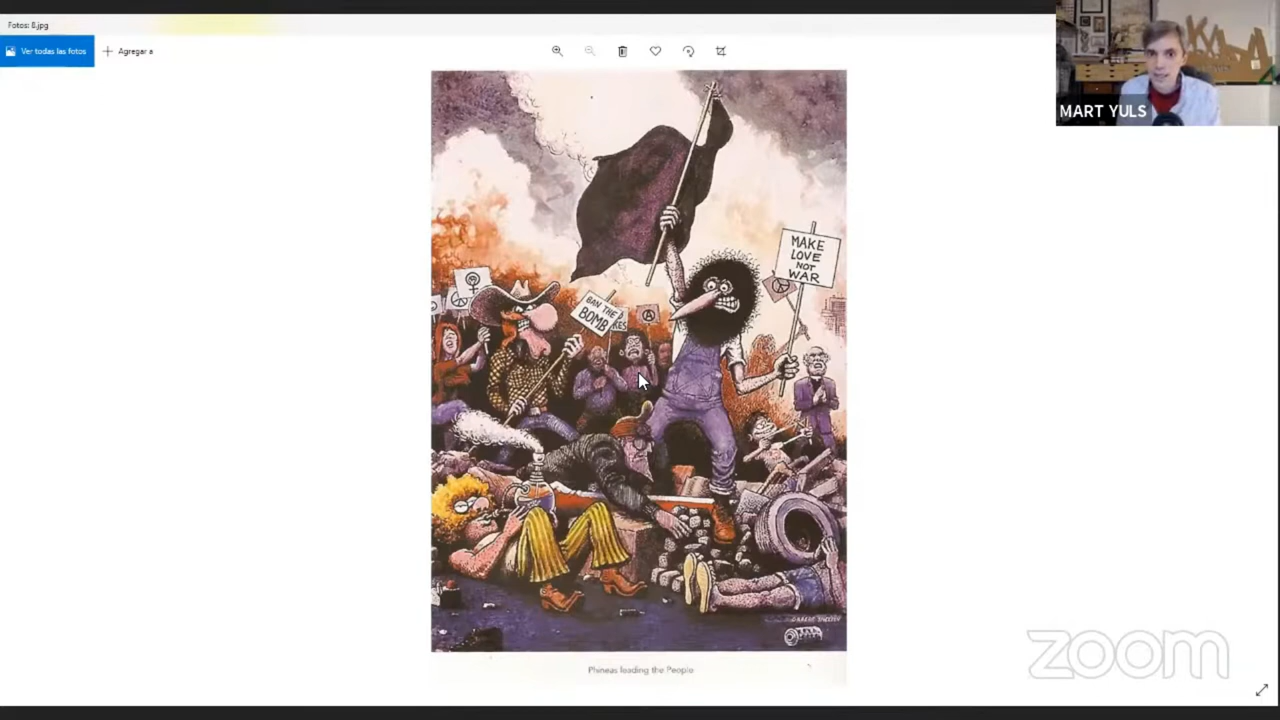 Fotos: 8.jpg
Ver todas las fotos
Agregar a
MART YULS
MAKE
LOVE
NOT
WAR
BAN THE
BOMB
Phineas leading the People
zoom